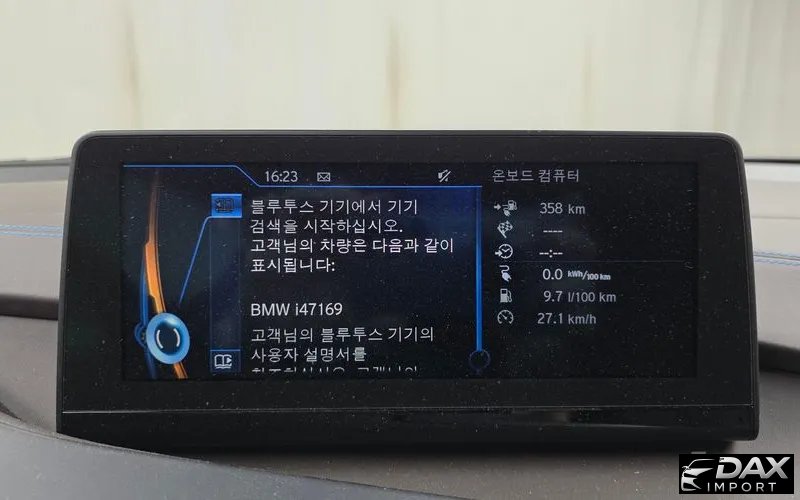 16:23
블루투스 기기에서 기기
검색을 시작하십시오.
고객님의 차량은 다음과 같이
표시됩니다:
BMW i47169
고객님의 블루투스 기기의
사용자 설명서를
온보드 컴퓨터
358 km
----
--:--
0.0 kWh/100 km
9.7 l/100 km
27.1 km/h
DAX
IMPORT